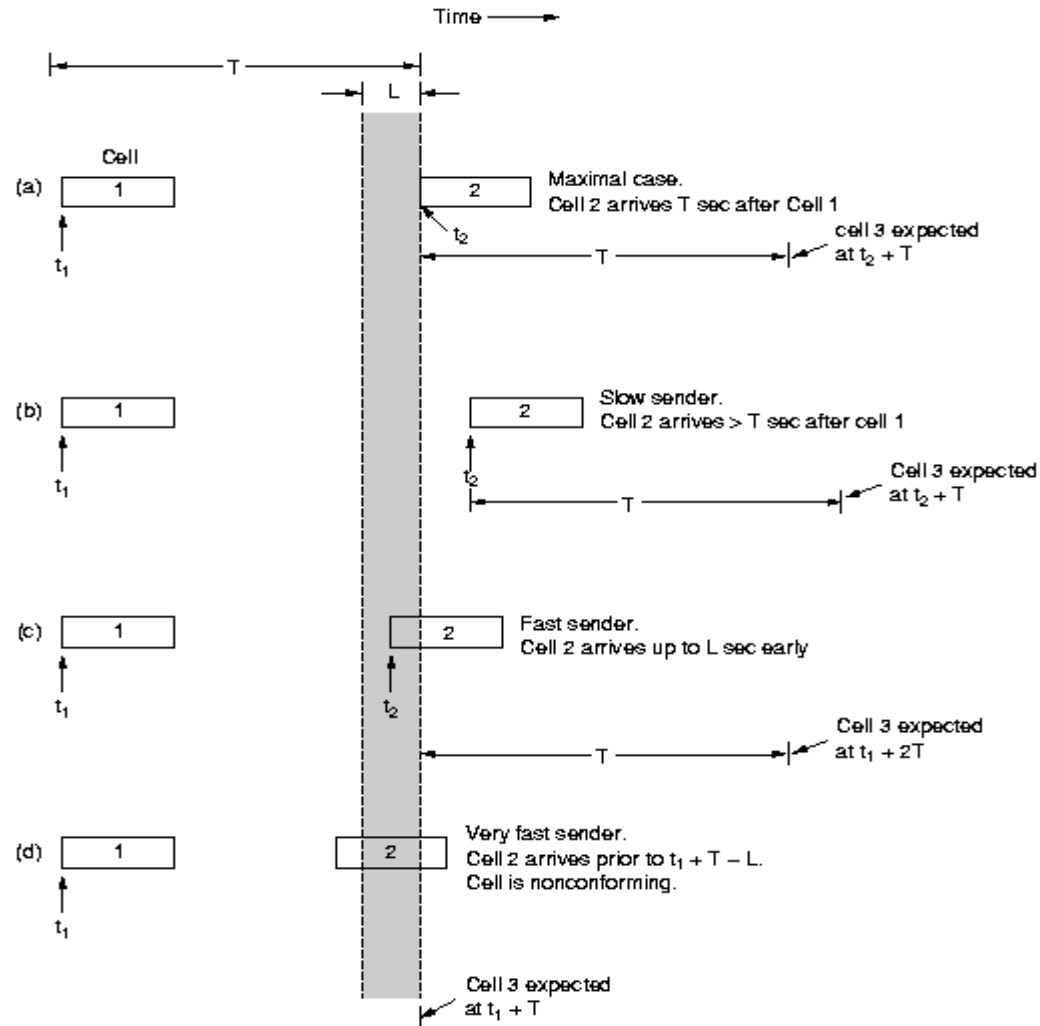 Time
T
L
Cell
(a) 1 2 Maximal case.
Cell 2 arrives T sec after Cell 1
t1 t2
T
cell 3 expected
at t2 + T
(b) 1 2 Slow sender.
Cell 2 arrives > T sec after cell 1
t1 t2
T
Cell 3 expected
at t2 + T
(c) 1 2 Fast sender.
Cell 2 arrives up to L sec early
t1 t2
T
Cell 3 expected
at t1 + 2T
(d) 1 2 Very fast sender.
Cell 2 arrives prior to t1 + T – L.
Cell is nonconforming.
t1
Cell 3 expected
at t1 + T